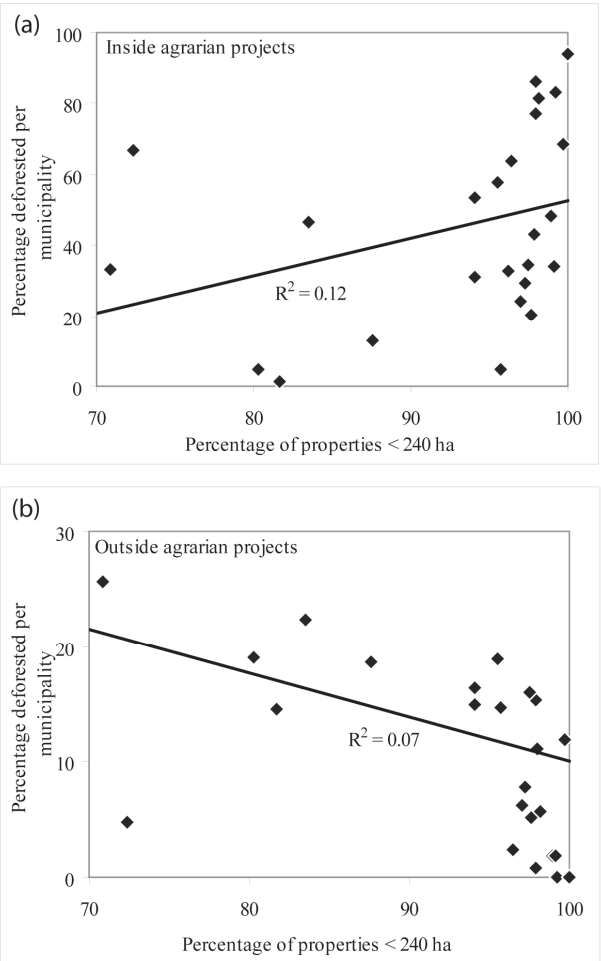 (a)
100
80
60
40
20
0
Inside agrarian projects
R2 = 0.12
70 80 90 100
Percentage of properties < 240 ha
Percentage deforested per
municipality
(b)
30
20
10
0
Outside agrarian projects
R2 = 0.07
70 80 90 100
Percentage of properties < 240 ha
Percentage deforested per
municipality